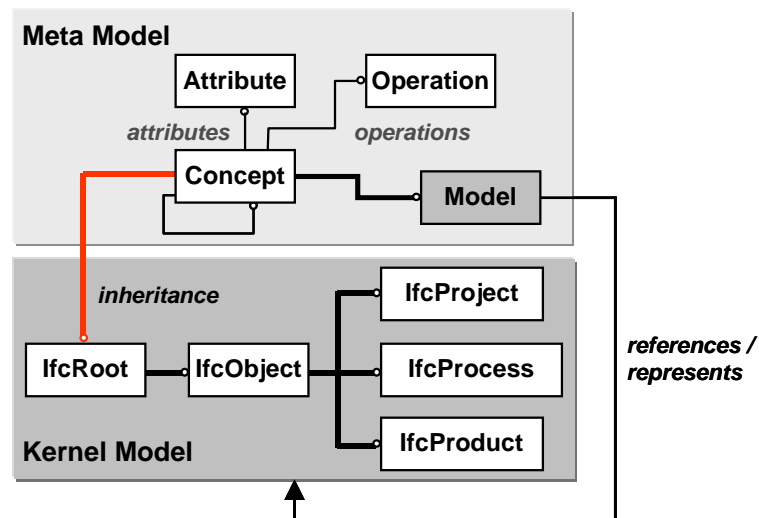 Meta Model
Attribute
Operation
attributes
operations
Concept
Model
inheritance
IfcProject
IfcRoot
IfcObject
IfcProcess
references /
represents
IfcProduct
Kernel Model